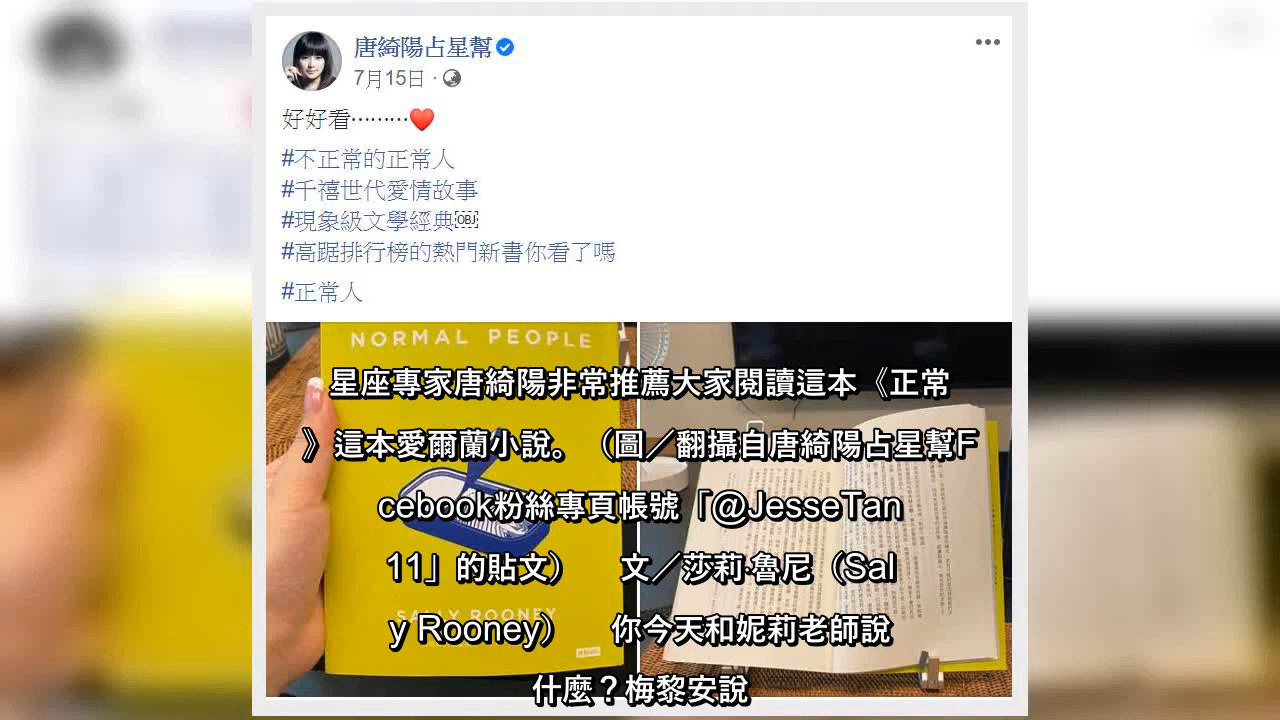 唐綺陽占星幫
7月15日 ·
好好看⋯⋯⋯❤️
#不正常的正常人
#千禧世代愛情故事
#現象級文學經典￼
#高踞排行榜的熱門新書你看了嗎
#正常人
NORMAL PEOPLE
星座專家唐綺陽非常推薦大家閱讀這本《正常
》這本愛爾蘭小說。（圖／翻攝自唐綺陽占星幫F
cebook粉絲專頁帳號「@JesseTan
11」的貼文） 文／莎莉·魯尼（Sal
SALLY ROONEY
y Rooney） 你今天和妮莉老師說
什麼？梅黎安說